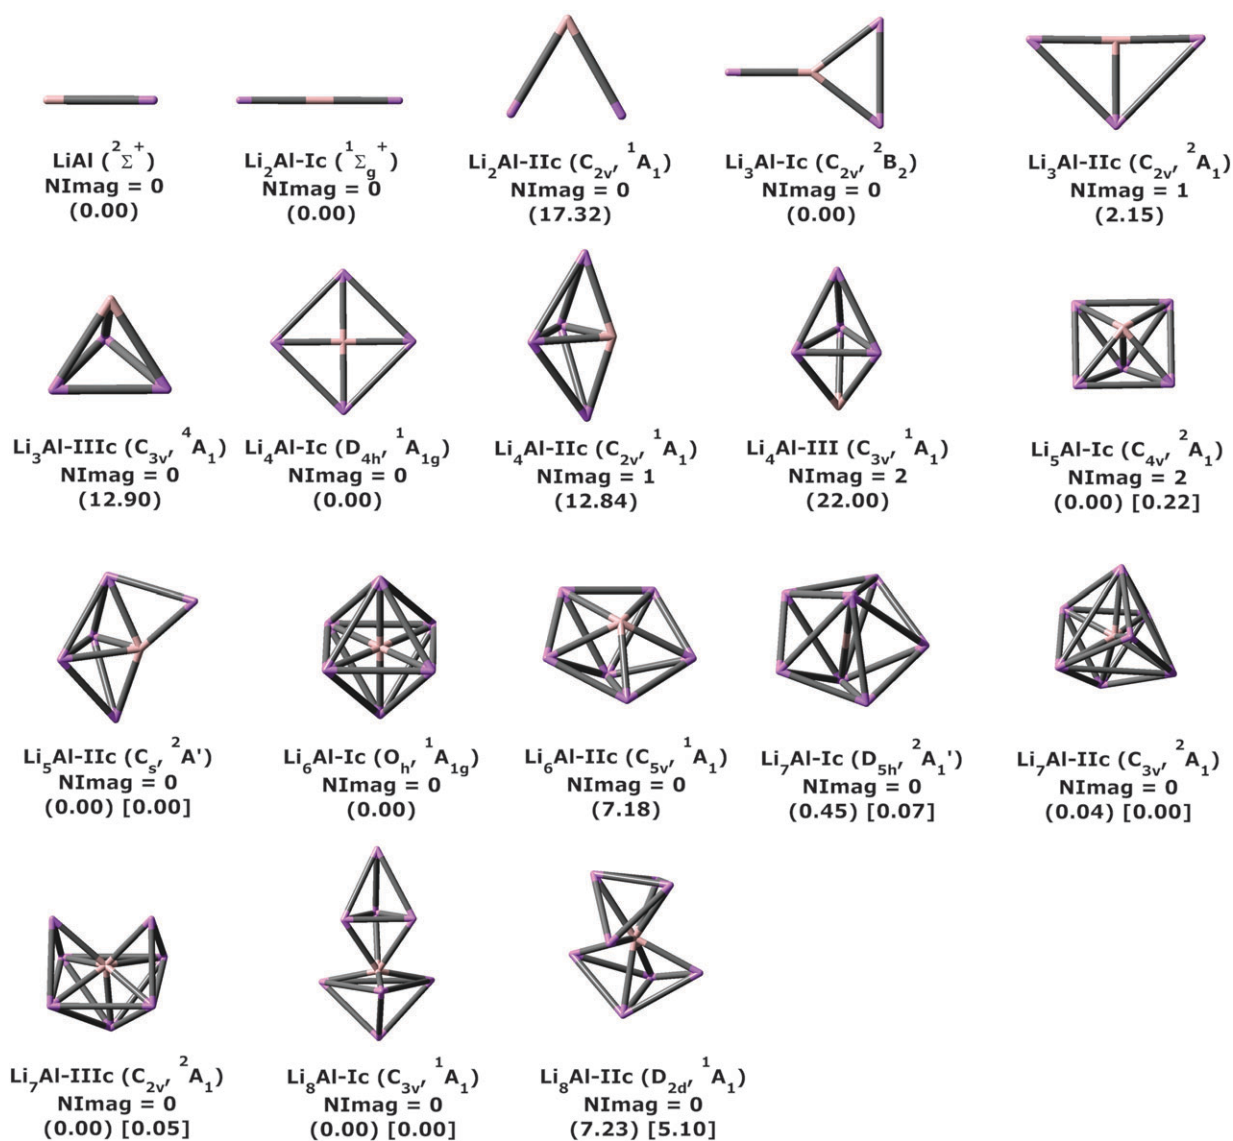 LiAl (²Σ⁺)
NImag = 0
(0.00)
Li₂Al-Ic (¹Σg⁺)
NImag = 0
(0.00)
Li₂Al-IIc (C₂ᵥ, ¹A₁)
NImag = 0
(17.32)
Li₃Al-Ic (C₂ᵥ, ²B₂)
NImag = 0
(0.00)
Li₃Al-IIc (C₂ᵥ, ²A₁)
NImag = 1
(2.15)
Li₃Al-IIIc (C₃ᵥ, ⁴A₁)
NImag = 0
(12.90)
Li₄Al-Ic (D₄h, ¹A₁g)
NImag = 0
(0.00)
Li₄Al-IIc (C₂ᵥ, ¹A₁)
NImag = 1
(12.84)
Li₄Al-III (C₃ᵥ, ¹A₁)
NImag = 2
(22.00)
Li₅Al-Ic (C₄ᵥ, ²A₁)
NImag = 2
(0.00) [0.22]
Li₅Al-IIc (Cₛ, ²A')
NImag = 0
(0.00) [0.00]
Li₆Al-Ic (Oₕ, ¹A₁g)
NImag = 0
(0.00)
Li₆Al-IIc (C₅ᵥ, ¹A₁)
NImag = 0
(7.18)
Li₇Al-Ic (D₅h, ²A₁')
NImag = 0
(0.45) [0.07]
Li₇Al-IIc (C₃ᵥ, ²A₁)
NImag = 0
(0.04) [0.00]
Li₇Al-IIIc (C₂ᵥ, ²A₁)
NImag = 0
(0.00) [0.05]
Li₈Al-Ic (C₃ᵥ, ¹A₁)
NImag = 0
(0.00) [0.00]
Li₈Al-IIc (D₂d, ¹A₁)
NImag = 0
(7.23) [5.10]